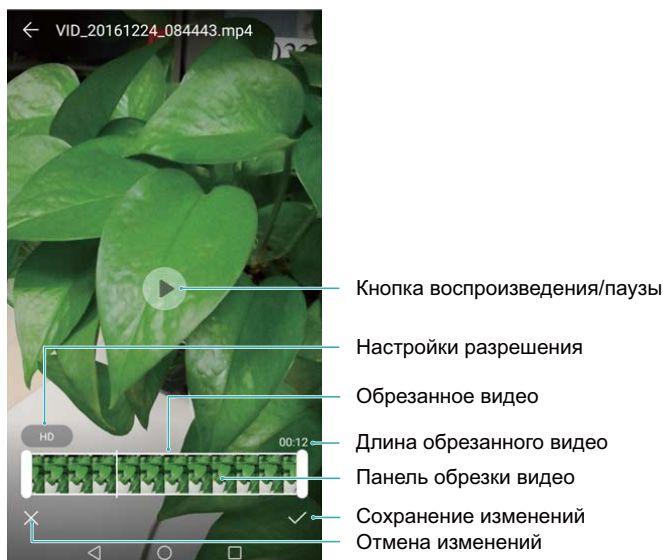 VID_20161224_084443.mp4
Кнопка воспроизведения/паузы
Настройки разрешения
Обрезанное видео
HD
00:12
Длина обрезанного видео
Панель обрезки видео
Сохранение изменений
Отмена изменений